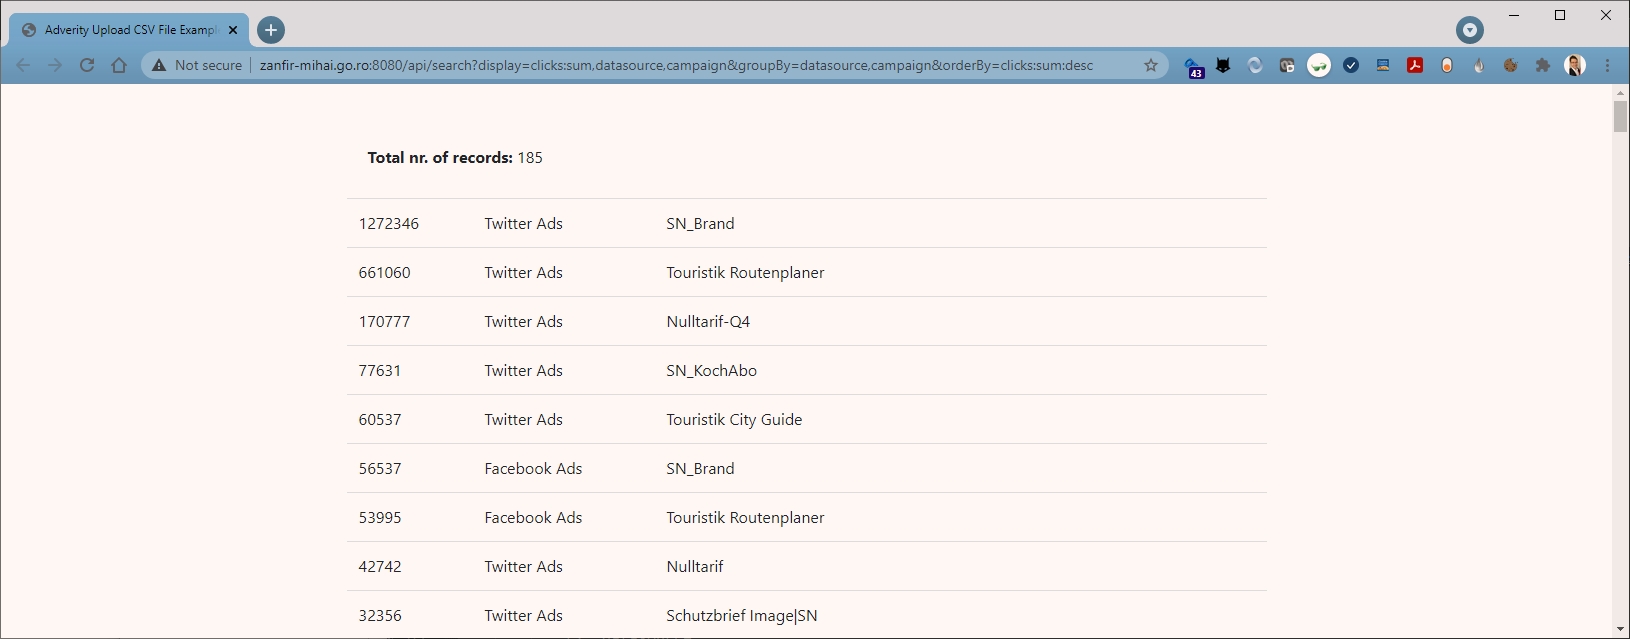 Adverity Upload CSV File Exampl
Not secure zanfir-mihai.go.ro:8080/api/search?display=clicks:sum,datasource,campaign&groupBy=datasource,campaign&orderBy=clicks:sum:desc
43
Total nr. of records: 185
1272346 Twitter Ads SN_Brand
661060 Twitter Ads Touristik Routenplaner
170777 Twitter Ads Nulltarif-Q4
77631 Twitter Ads SN_KochAbo
60537 Twitter Ads Touristik City Guide
56537 Facebook Ads SN_Brand
53995 Facebook Ads Touristik Routenplaner
42742 Twitter Ads Nulltarif
32356 Twitter Ads Schutzbrief Image|SN